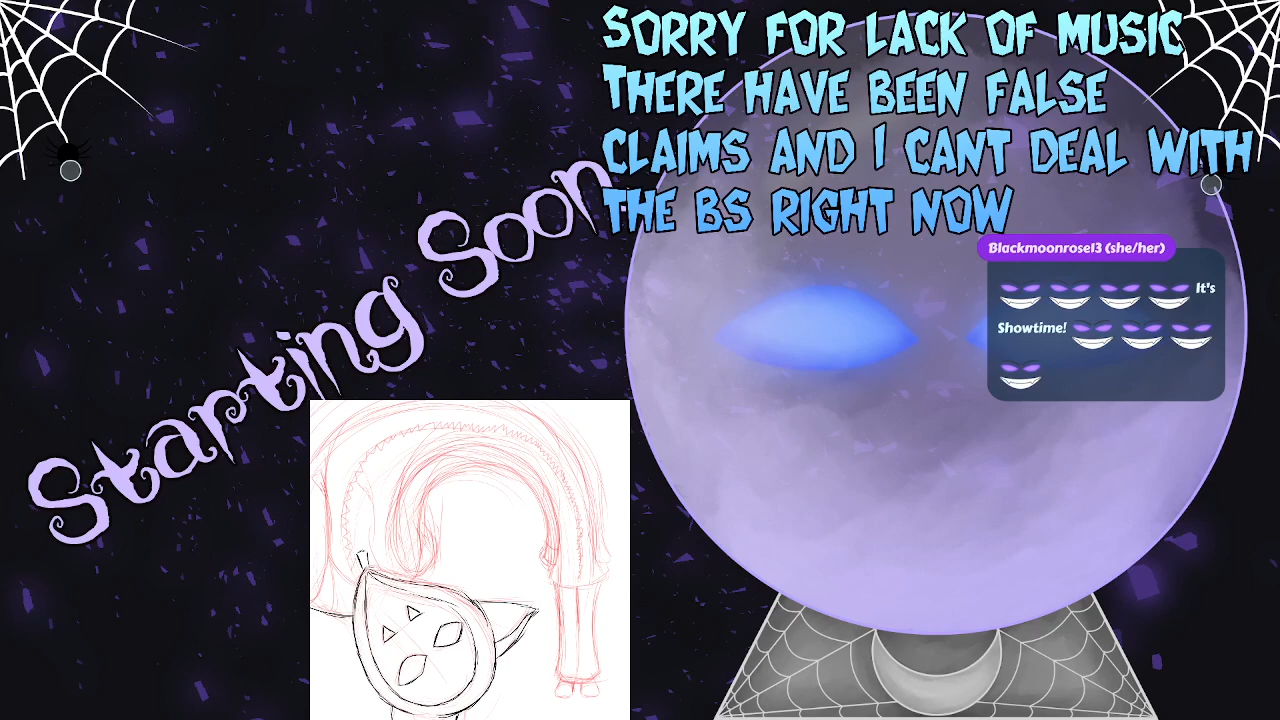 Sorry for lack of music
There have been false
claims and I cant deal with
the BS right now
Starting Soon
Blackmoonrose13 (she/her)
It's
Showtime!